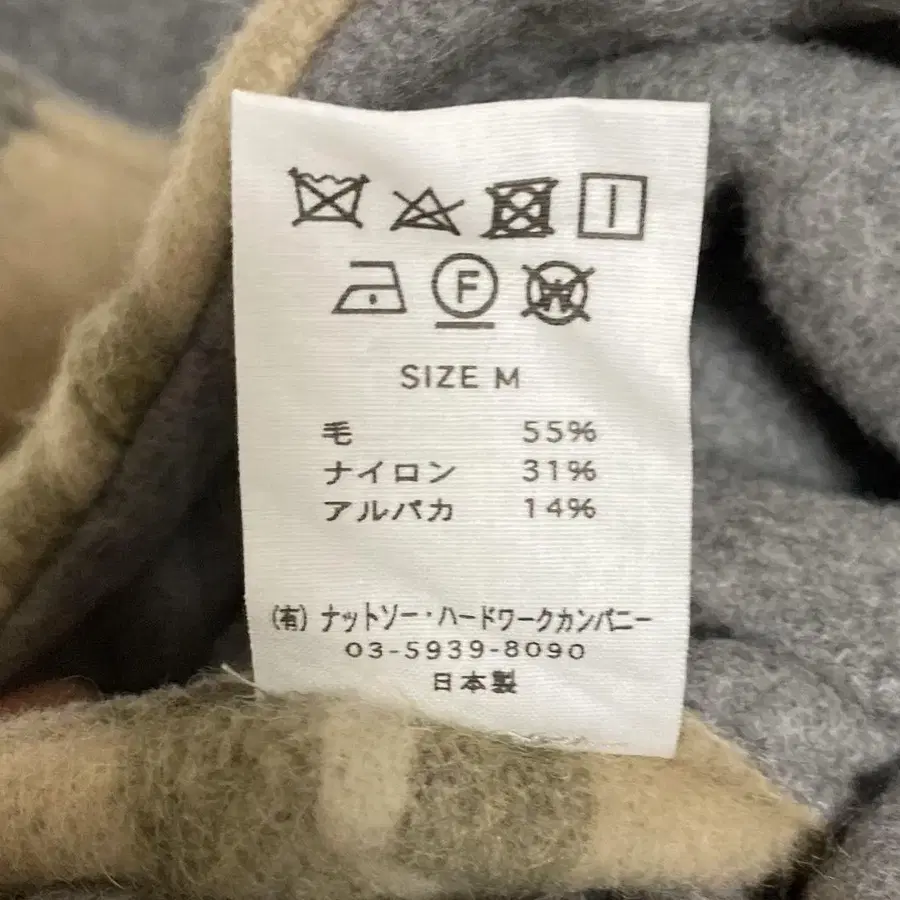 F
W
SIZE M
毛 55%
ナイロン 31%
アルパカ 14%
(有) ナットソー・ハードワークカンパニー
03-5939-8090
日本製